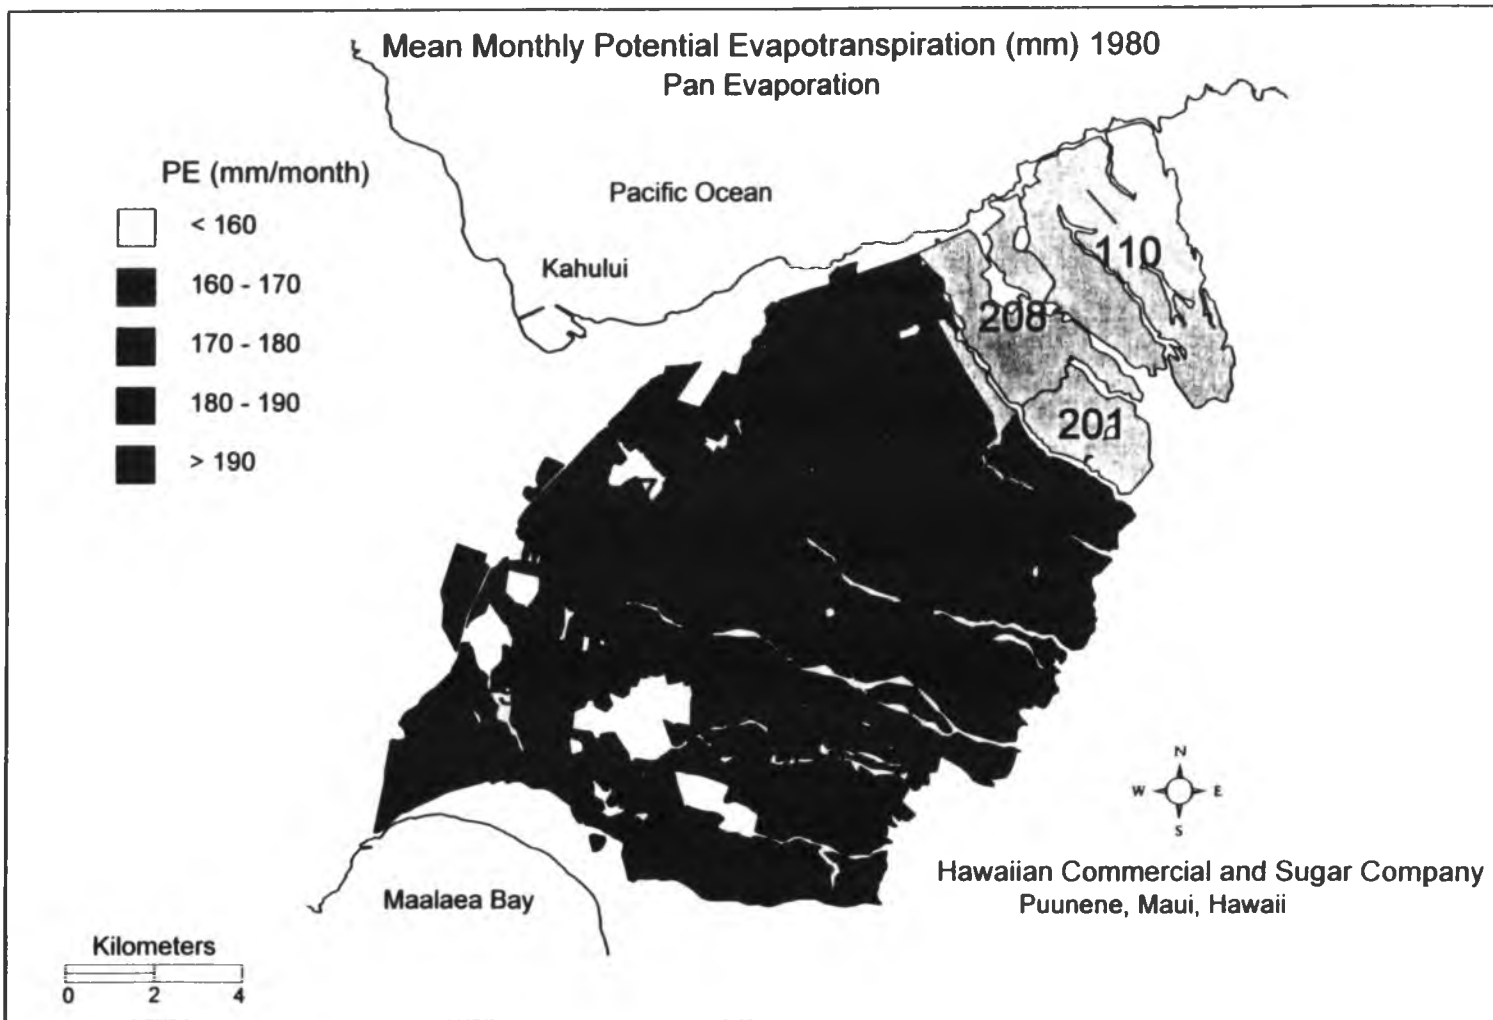 Mean Monthly Potential Evapotranspiration (mm) 1980
Pan Evaporation
PE (mm/month)
< 160
160 - 170
170 - 180
180 - 190
> 190
Pacific Ocean
Kahului
110
208
201
N
W E
S
Hawaiian Commercial and Sugar Company
Puunene, Maui, Hawaii
Maalaea Bay
Kilometers
0 2 4